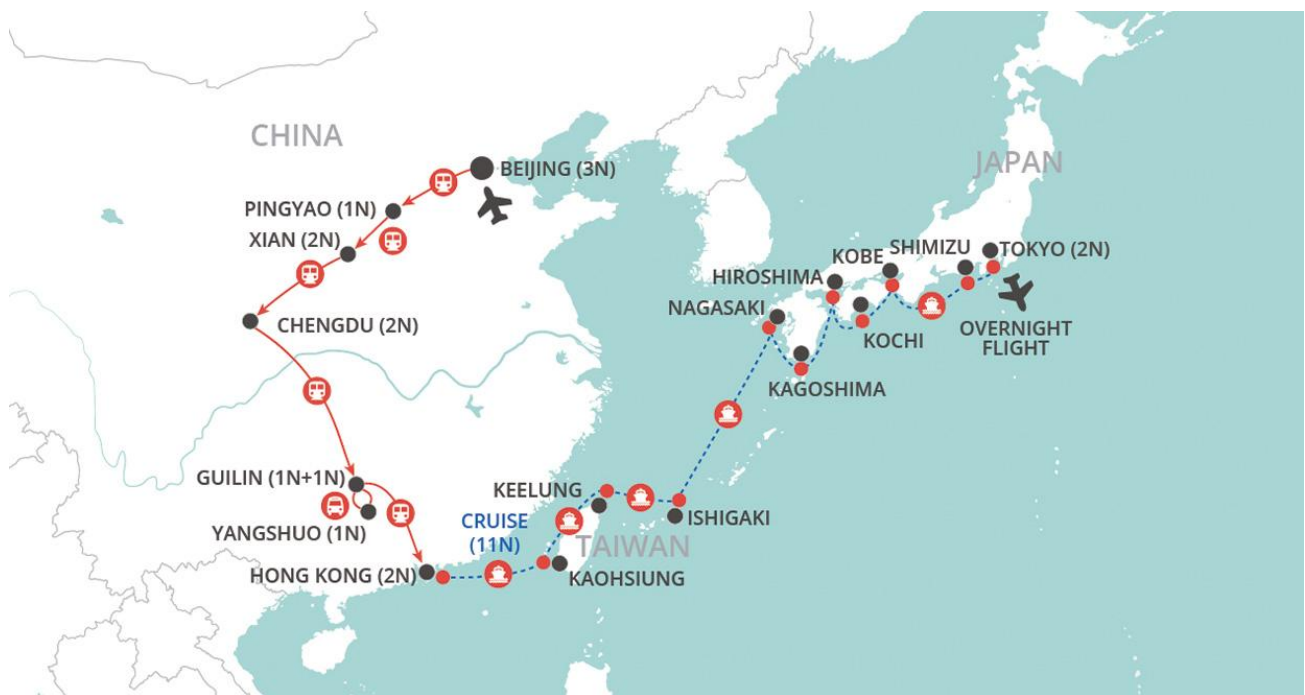 CHINA
JAPAN
BEIJING (3N)
PINGYAO (1N)
XIAN (2N)
CHENGDU (2N)
GUILIN (1N+1N)
YANGSHUO (1N)
HONG KONG (2N)
CRUISE
(11N)
KEELUNG
TAIWAN
KAOHSIUNG
ISHIGAKI
NAGASAKI
KAGOSHIMA
HIROSHIMA
KOCHI
KOBE
SHIMIZU
TOKYO (2N)
OVERNIGHT
FLIGHT